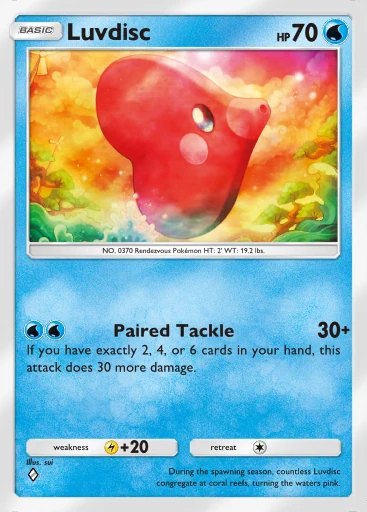 BASIC Luvdisc HP 70
NO. 0370 Rendezvous Pokémon HT: 2' WT: 19.2 lbs.
Paired Tackle 30+
If you have exactly 2, 4, or 6 cards in your hand, this
attack does 30 more damage.
weakness +20 retreat
Illus. sui
During the spawning season, countless Luvdisc
congregate at coral reefs, turning the waters pink.